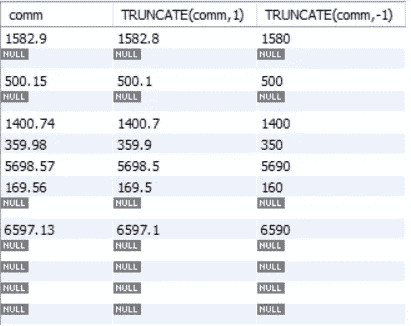 comm TRUNCATE(comm,1) TRUNCATE(comm,-1)
1582.9 1582.8 1580
NULL NULL NULL
500.15 500.1 500
NULL NULL NULL
1400.74 1400.7 1400
359.98 359.9 350
5698.57 5698.5 5690
169.56 169.5 160
NULL NULL NULL
6597.13 6597.1 6590
NULL NULL NULL
NULL NULL NULL
NULL NULL NULL
NULL NULL NULL